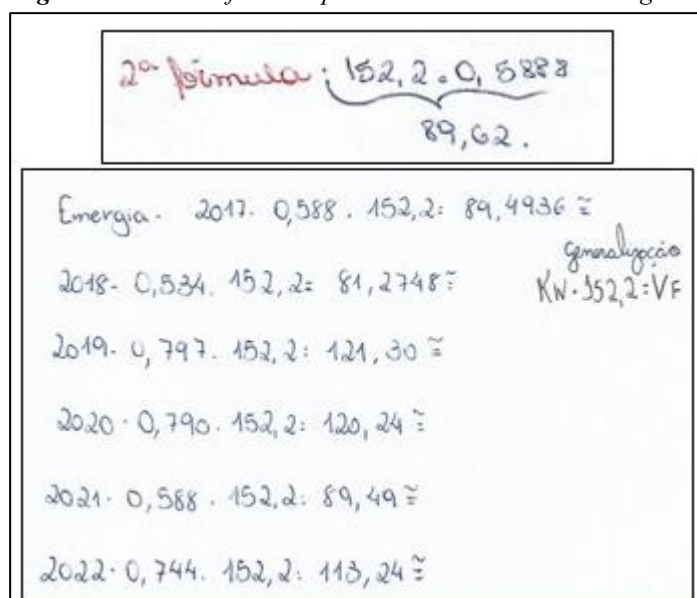 2ª fórmula: 152,2.0,5888
89,62.
Energia. 2017. 0,588. 152,2: 89,4936 ≅
generalização
2018- 0,534. 152,2= 81,2748 ≅
KW.152,2=VF
2019. 0,797. 152,2: 121,30 ≅
2020. 0,790. 152,2: 120,24 ≅
2021. 0,588. 152,2: 89,49 ≅
2022. 0,744. 152,2: 113,24 ≅